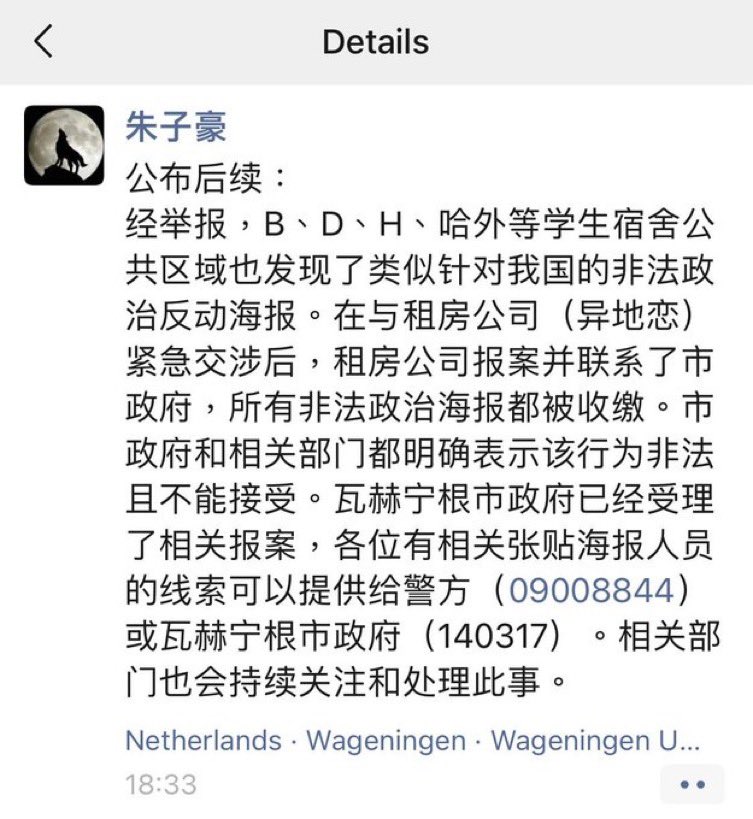 Details
朱子豪
公布后续：
经举报，B、D、H、哈外等学生宿舍公
共区域也发现了类似针对我国的非法政
治反动海报。在与租房公司（异地恋）
紧急交涉后，租房公司报案并联系了市
政府，所有非法政治海报都被收缴。市
政府和相关部门都明确表示该行为非法
且不能接受。瓦赫宁根市政府已经受理
了相关报案，各位有相关张贴海报人员
的线索可以提供给警方（09008844）
或瓦赫宁根市政府（140317）。相关部
门也会持续关注和处理此事。
Netherlands · Wageningen · Wageningen U...
18:33